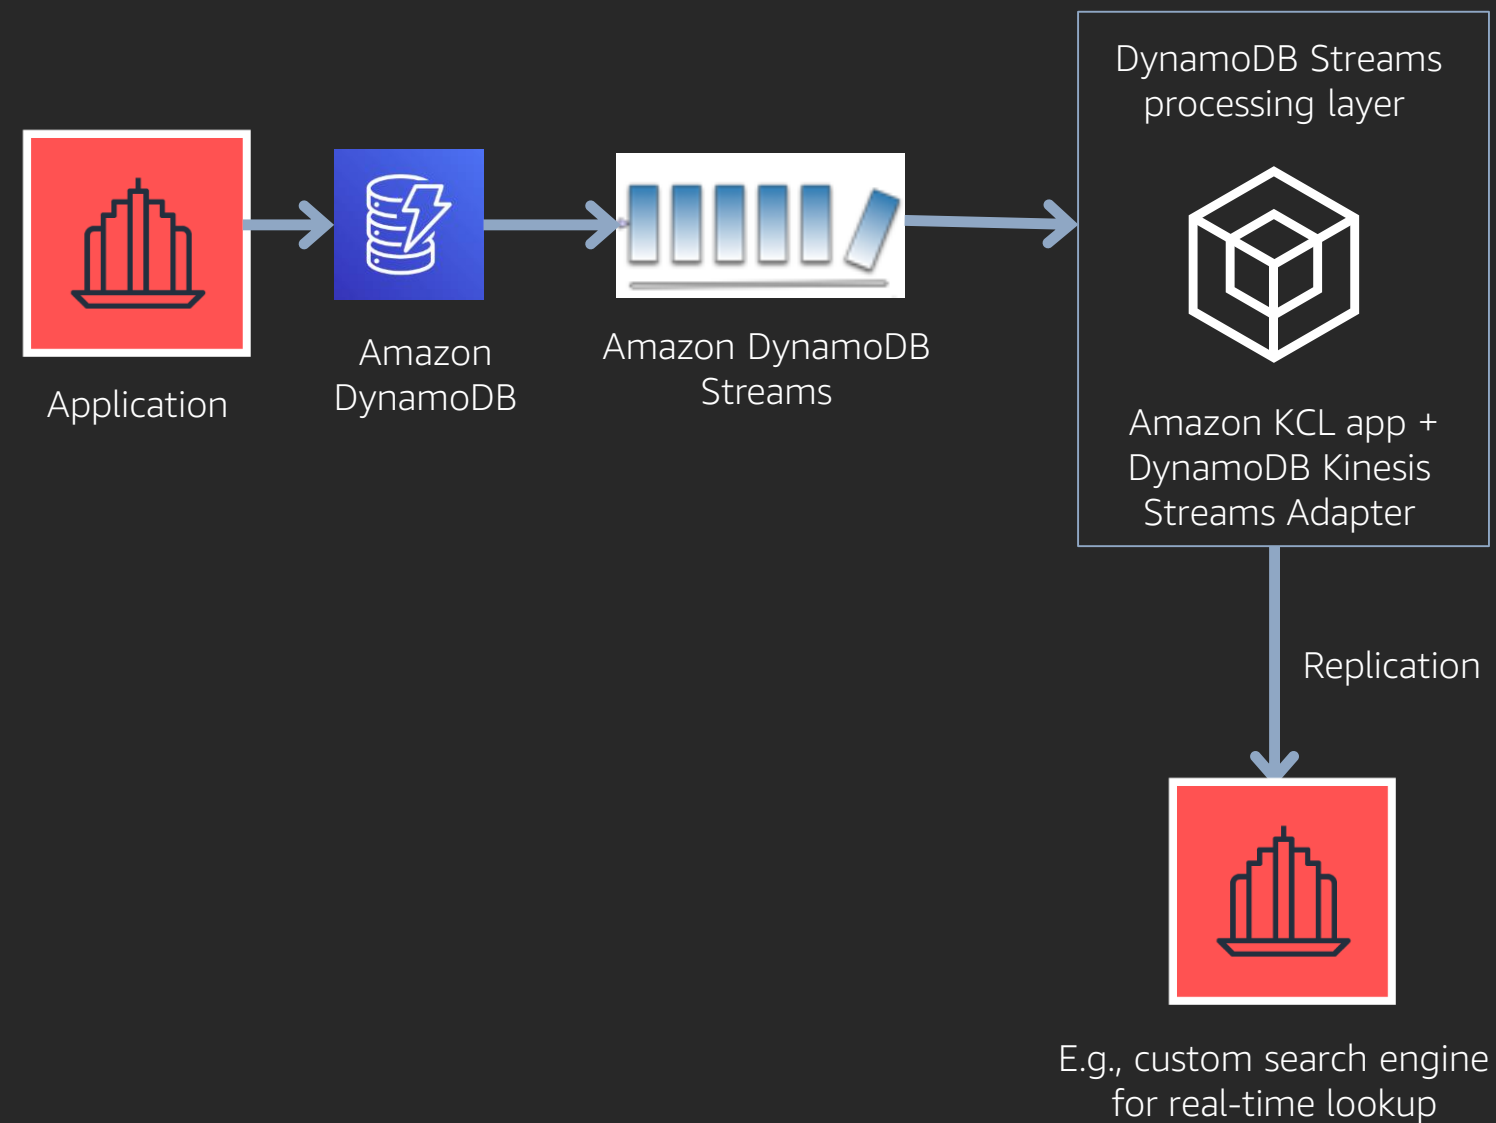 DynamoDB Streams
processing layer
Application
Amazon
DynamoDB
Amazon DynamoDB
Streams
Amazon KCL app +
DynamoDB Kinesis
Streams Adapter
Replication
E.g., custom search engine
for real-time lookup